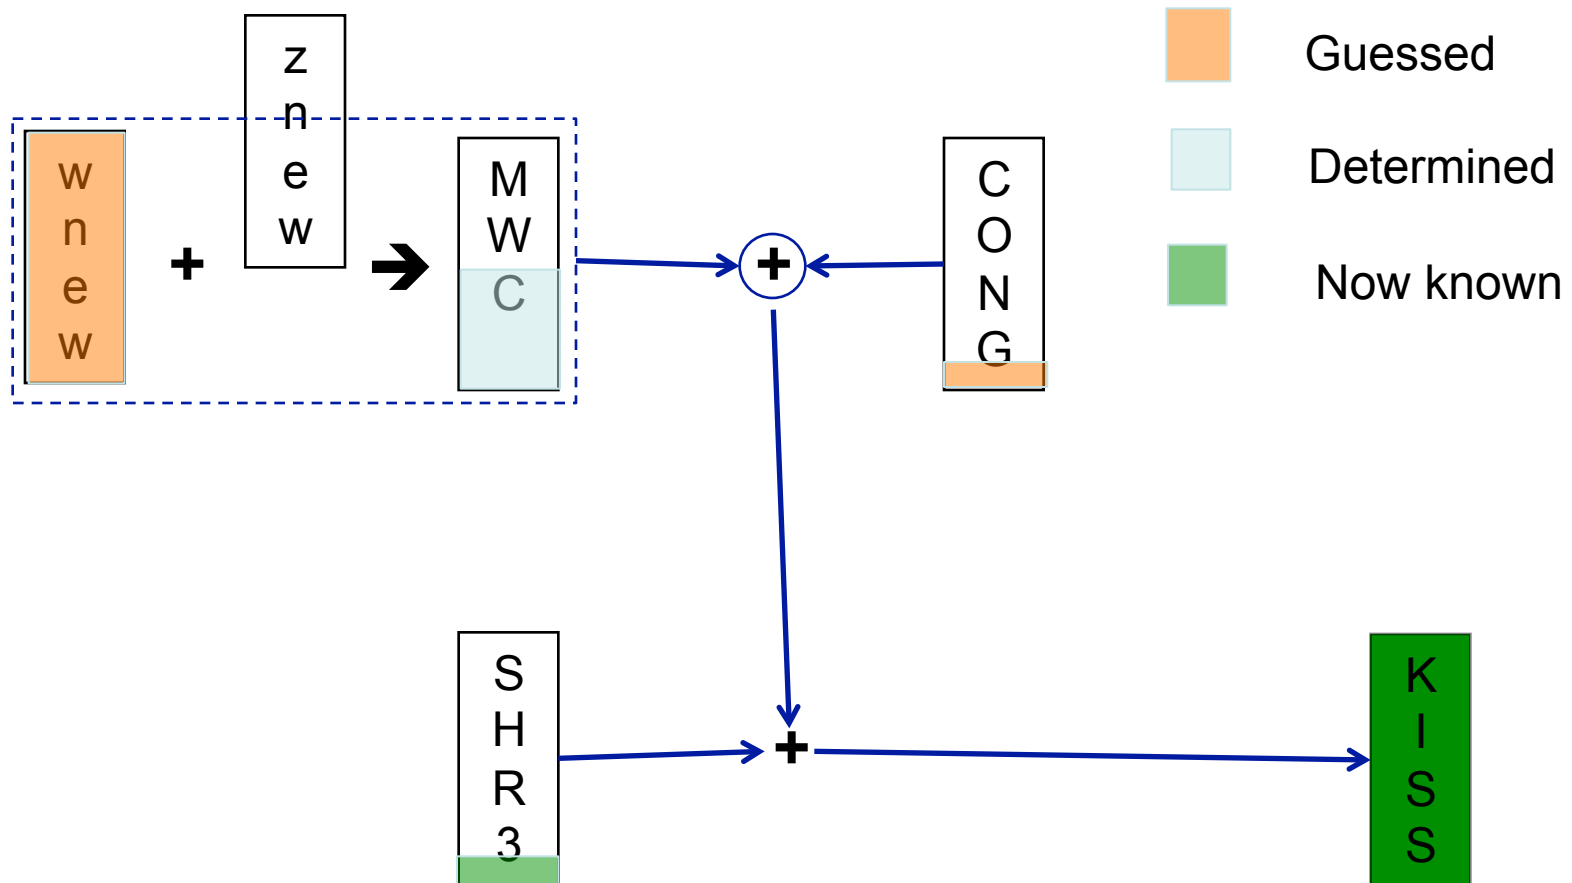 z
n
e
w
w
n
e
w
+
➔
M
W
C
+
C
O
N
G
Guessed
Determined
Now known
S
H
R
3
+
K
I
S
S